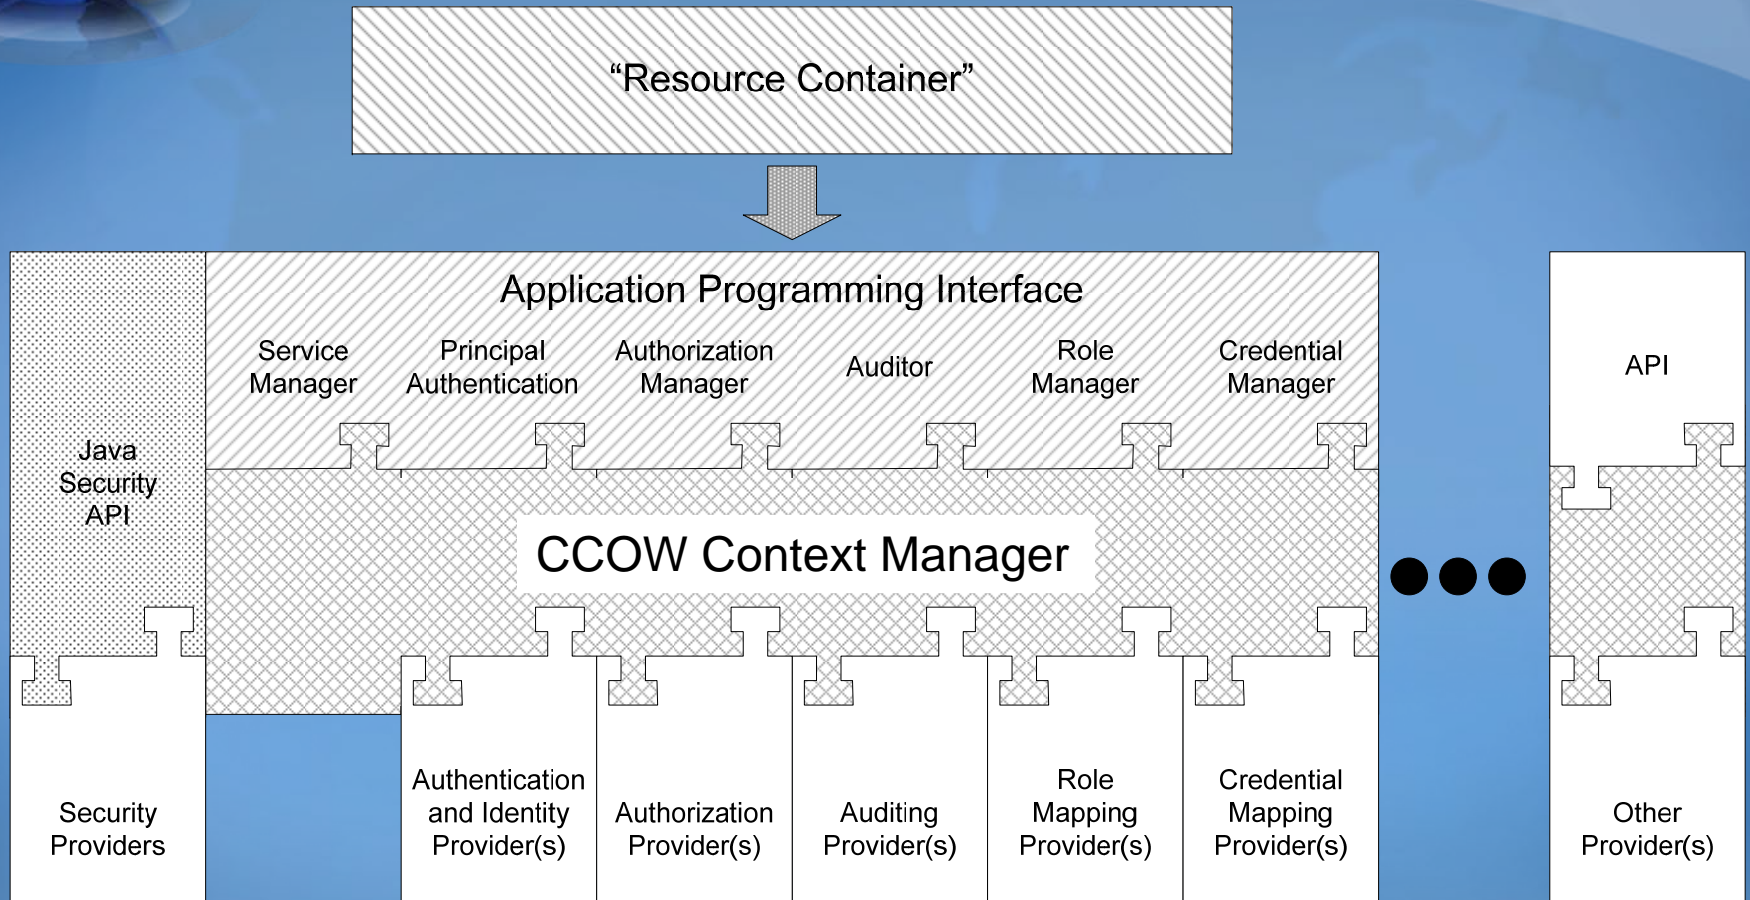 “Resource Container”
Application Programming Interface
Service
Manager
Principal
Authentication
Authorization
Manager
Auditor
Role
Manager
Credential
Manager
API
Java
Security
API
CCOW Context Manager
Security
Providers
Authentication
and Identity
Provider(s)
Authorization
Provider(s)
Auditing
Provider(s)
Role
Mapping
Provider(s)
Credential
Mapping
Provider(s)
Other
Provider(s)